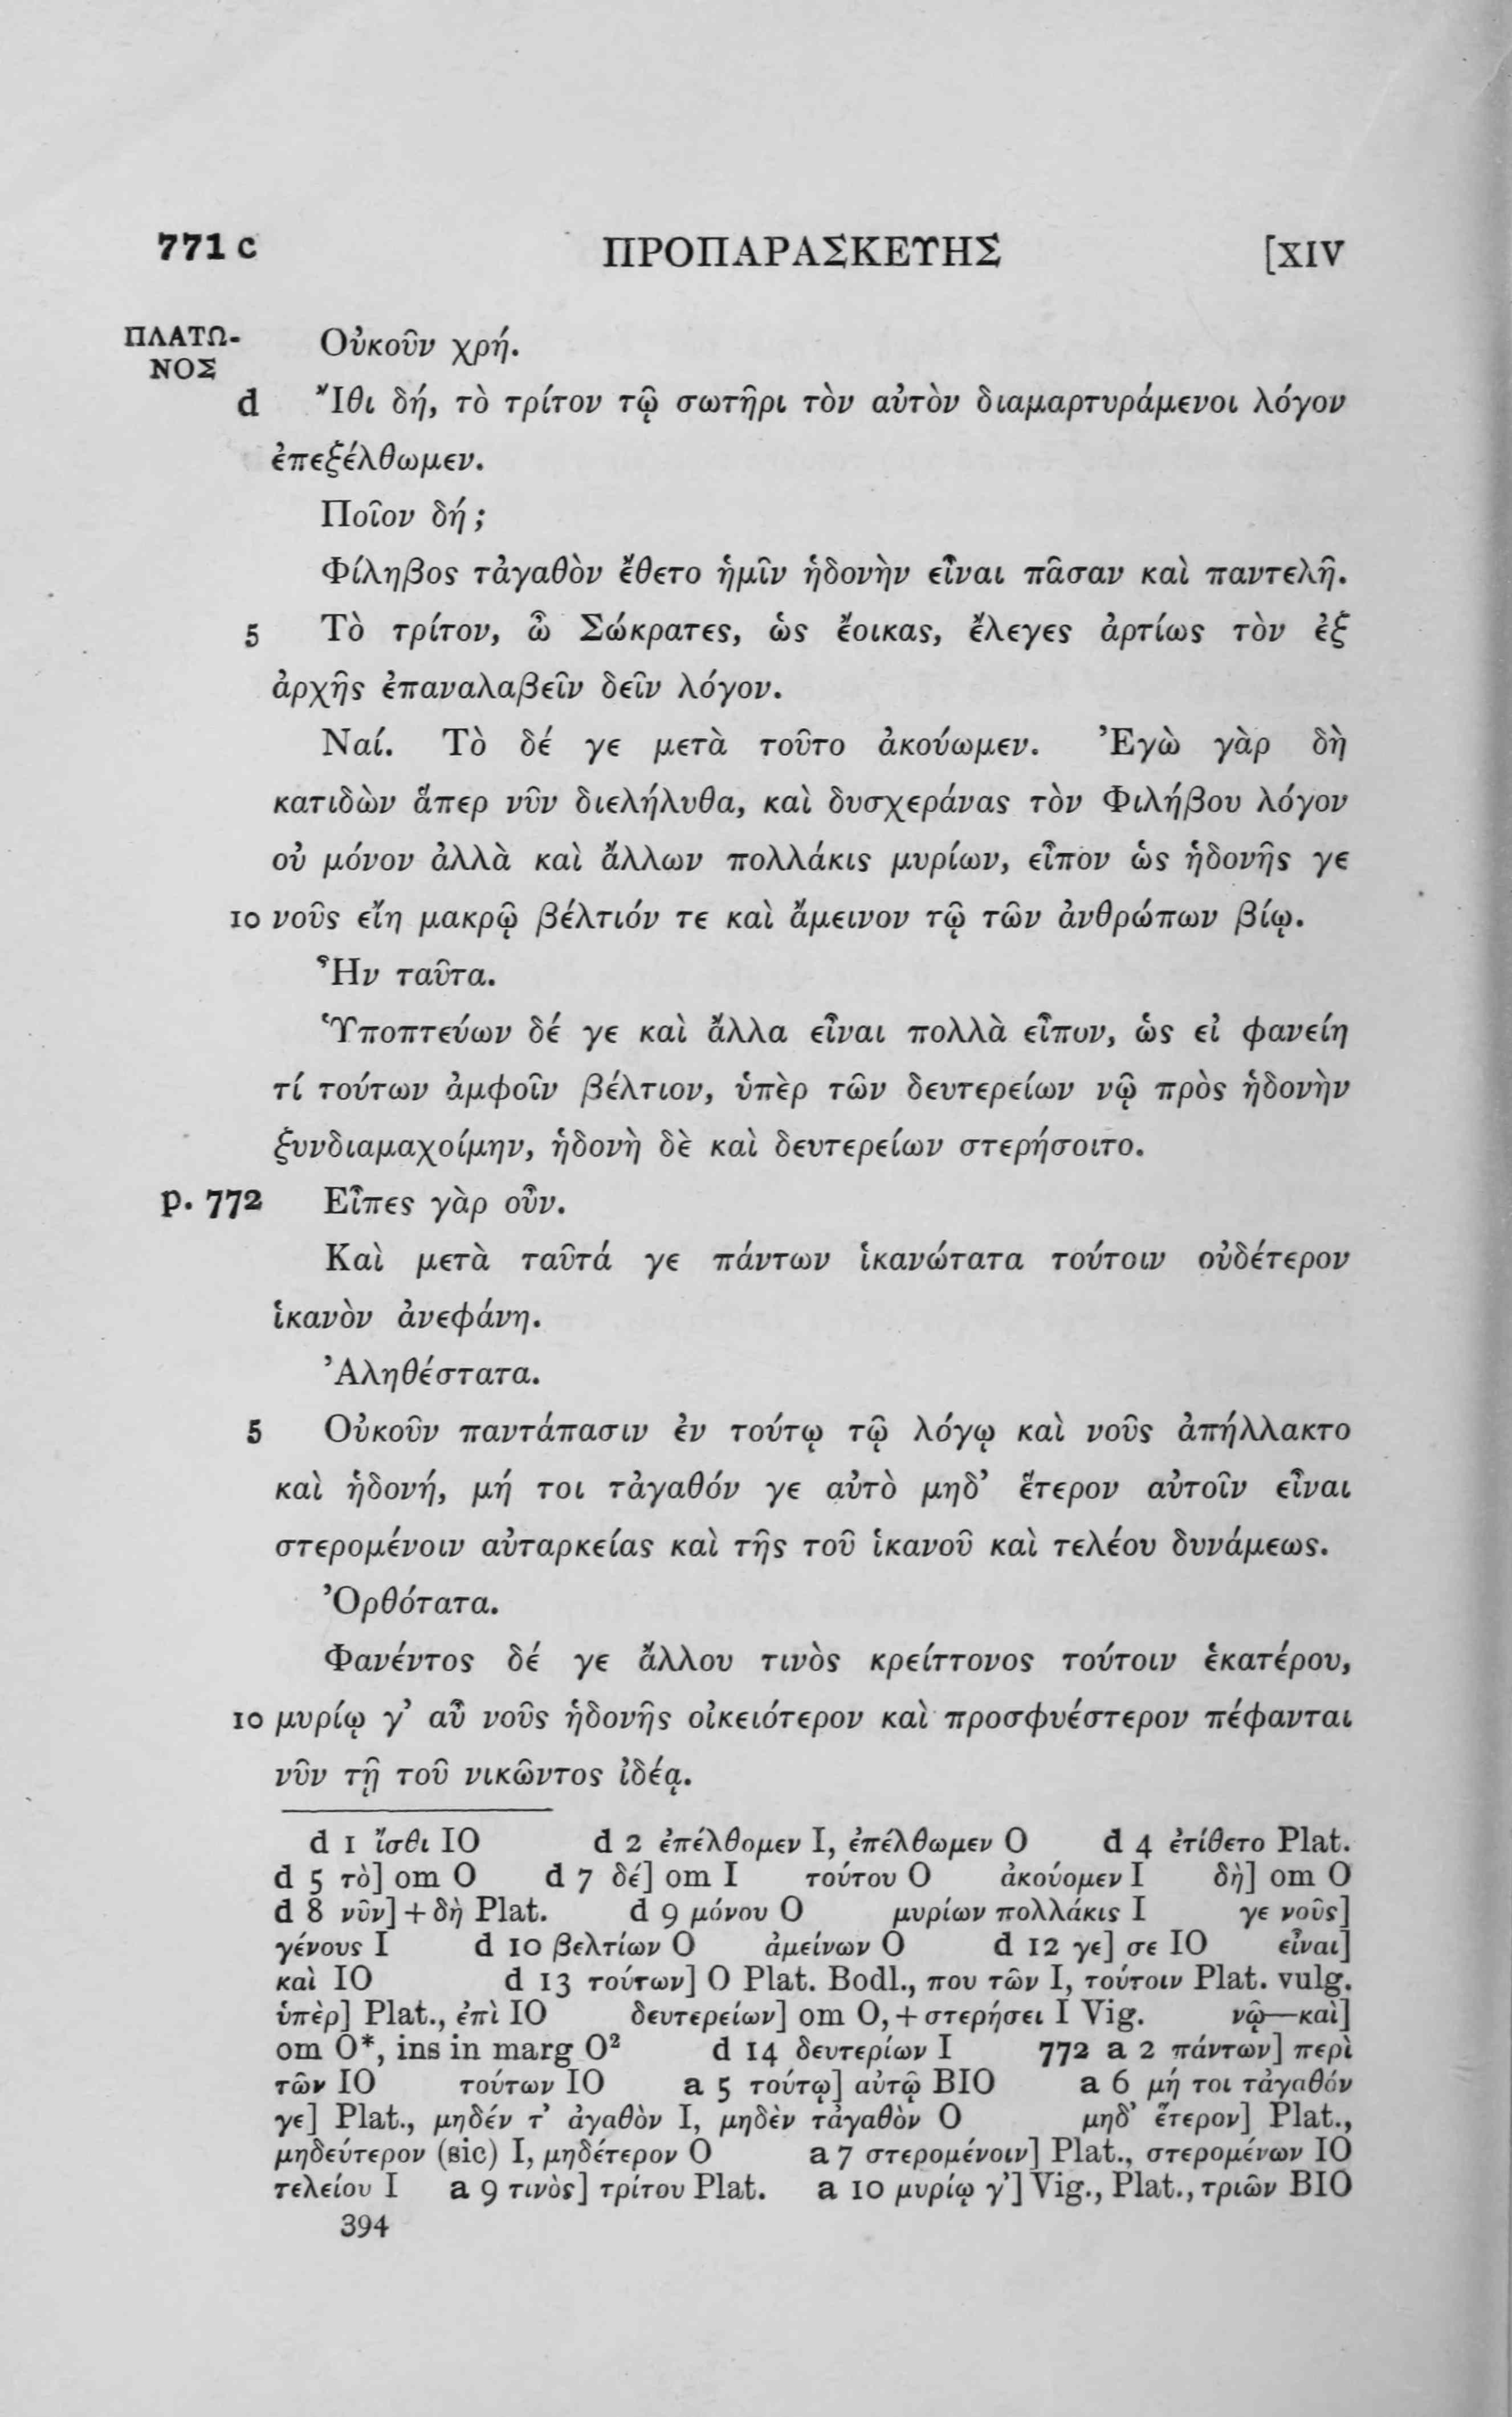 771 c ΠΡΟΠΑΡΑΣΚΕΥΗΣ [XIV
ΠΛΑΤΩ-
ΝΟΣ
Οὐκοῦν χρή.
d Ἴθι δή, τὸ τρίτον τῷ σωτῆρι τὸν αὐτὸν διαμαρτυράμενοι λόγον
ἐπεξέλθωμεν.
Ποῖον δή;
Φίληβος τἀγαθὸν ἔθετο ἡμῖν ἡδονὴν εἶναι πᾶσαν καὶ παντελῆ.
5 Τὸ τρίτον, ὦ Σώκρατες, ὡς ἔοικας, ἔλεγες ἀρτίως τὸν ἐξ
ἀρχῆς ἐπαναλαβεῖν δεῖν λόγον.
Ναί. Τὸ δέ γε μετὰ τοῦτο ἀκούωμεν. Ἐγὼ γὰρ δὴ
κατιδὼν ἅπερ νῦν διελήλυθα, καὶ δυσχεράνας τὸν Φιλήβου λόγον
οὐ μόνον ἀλλὰ καὶ ἄλλων πολλάκις μυρίων, εἶπον ὡς ἡδονῆς γε
10 νοῦς εἴη μακρῷ βέλτιόν τε καὶ ἄμεινον τῷ τῶν ἀνθρώπων βίῳ.
Ἦν ταῦτα.
Ὑποπτεύων δέ γε καὶ ἄλλα εἶναι πολλὰ εἶπον, ὡς εἰ φανείη
τί τούτων ἀμφοῖν βέλτιον, ὑπὲρ τῶν δευτερείων νῷ πρὸς ἡδονὴν
ξυνδιαμαχοίμην, ἡδονὴ δὲ καὶ δευτερείων στερήσοιτο.
p. 772 Εἶπες γὰρ οὖν.
Καὶ μετὰ ταῦτά γε πάντων ἱκανώτατα τούτοιν οὐδέτερον
ἱκανὸν ἀνεφάνη.
Ἀληθέστατα.
5 Οὐκοῦν παντάπασιν ἐν τούτῳ τῷ λόγῳ καὶ νοῦς ἀπήλλακτο
καὶ ἡδονή, μή τοι τἀγαθόν γε αὐτὸ μηδ’ ἕτερον αὐτοῖν εἶναι
στερομένοιν αὐταρκείας καὶ τῆς τοῦ ἱκανοῦ καὶ τελέου δυνάμεως.
Ὀρθότατα.
Φανέντος δέ γε ἄλλου τινὸς κρείττονος τούτοιν ἑκατέρου,
10 μυρίῳ γ’ αὖ νοῦς ἡδονῆς οἰκειότερον καὶ προσφυέστερον πέφανται
νῦν τῇ τοῦ νικῶντος ἰδέᾳ.
d 1 ἴσθι IO d 2 ἐπέλθομεν I, ἐπέλθωμεν O d 4 ἐτίθετο Plat.
d 5 τὸ] om O d 7 δέ] om I τούτου O ἀκούομεν I δὴ] om O
d 8 νῦν] + δὴ Plat. d 9 μόνου O μυρίων πολλάκις I γε νοῦς]
γένους I d 10 βελτίων O ἀμείνων O d 12 γε] σε IO εἶναι]
καὶ IO d 13 τούτων] O Plat. Bodl., που τῶν I, τούτοιν Plat. vulg.
ὑπὲρ] Plat., ἐπὶ IO δευτερείων] om O, + στερήσει I Vig. νῷ—καὶ]
om O*, ins in marg O² d 14 δευτερίων I 772 a 2 πάντων] περὶ
τῶν IO τούτων IO a 5 τούτῳ] αὐτῷ BIO a 6 μή τοι τἀγαθόν
γε] Plat., μηδέν τ’ ἀγαθὸν I, μηδὲν τἀγαθὸν O μηδ’ ἕτερον] Plat.,
μηδεύτερον (sic) I, μηδέτερον O a 7 στερομένοιν] Plat., στερομένων IO
τελείου I a 9 τινὸς] τρίτου Plat. a 10 μυρίῳ γ’] Vig., Plat., τριῶν BIO
394